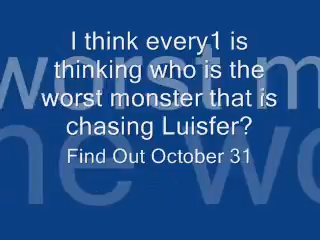 I think every1 is
thinking who is the
worst monster that is
chasing Luisfer?
Find Out October 31